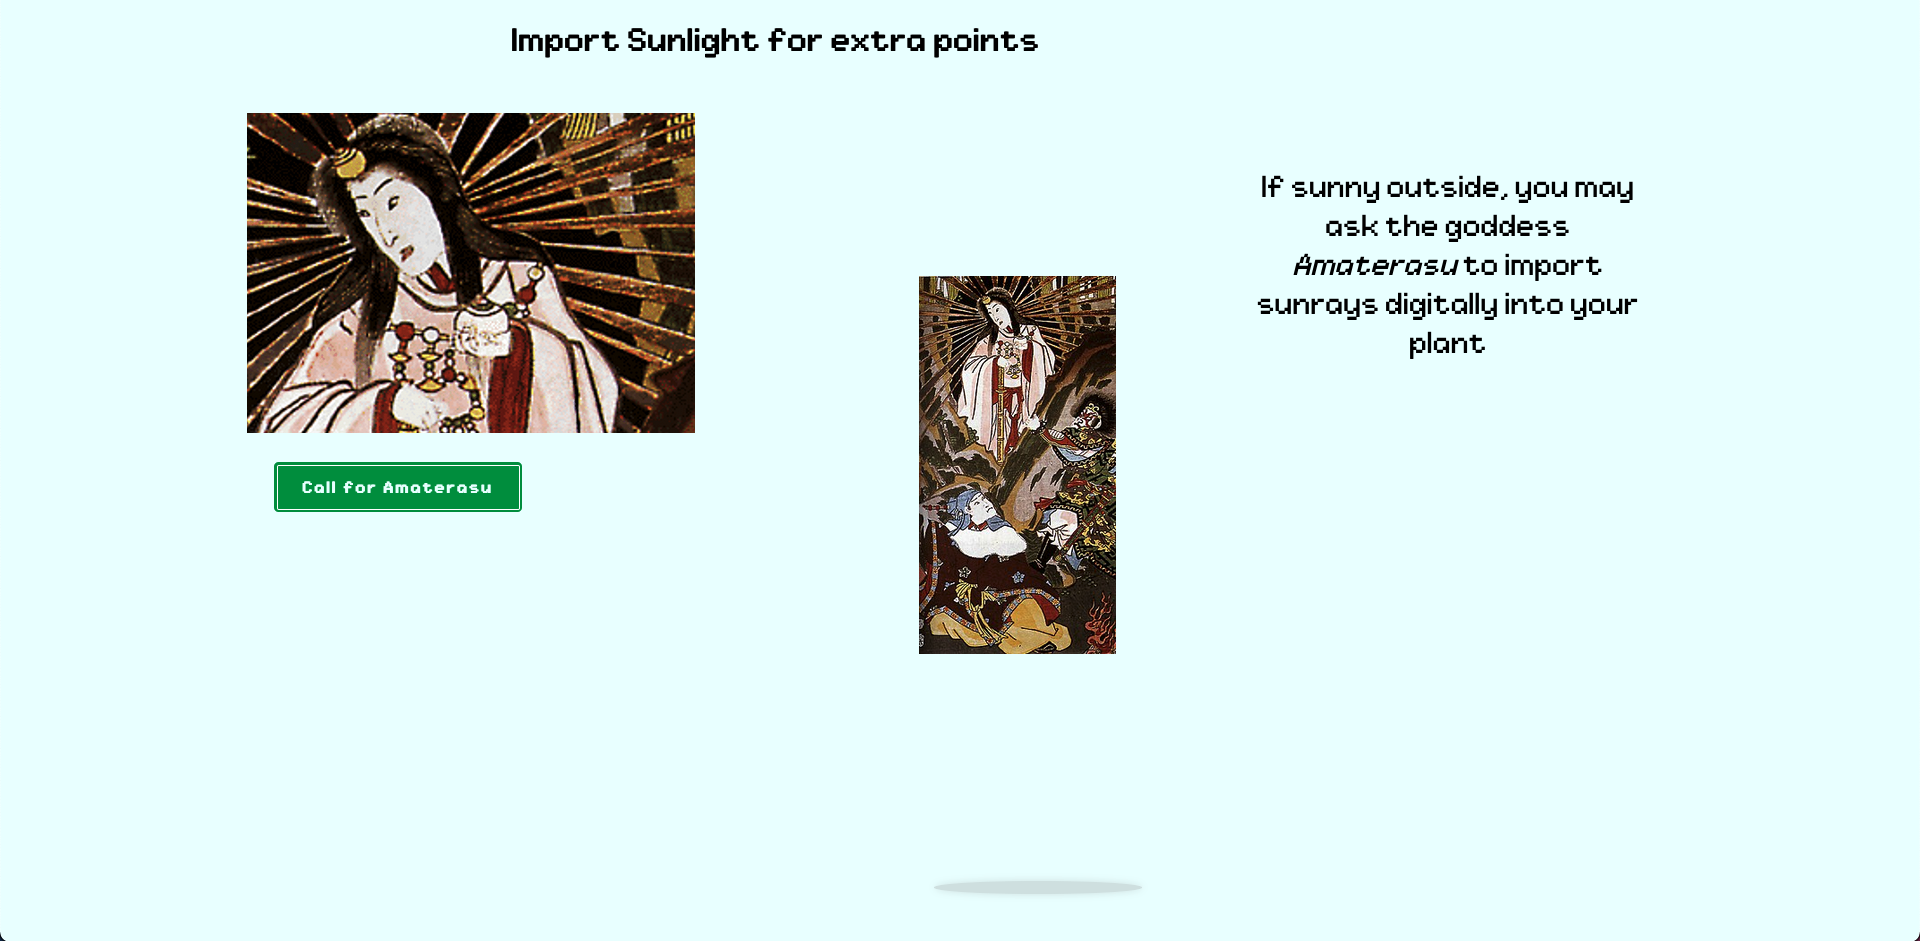 Import Sunlight for extra points
Call for Amaterasu
If sunny outside, you may
ask the goddess
Amaterasu to import
sunrays digitally into your
plant